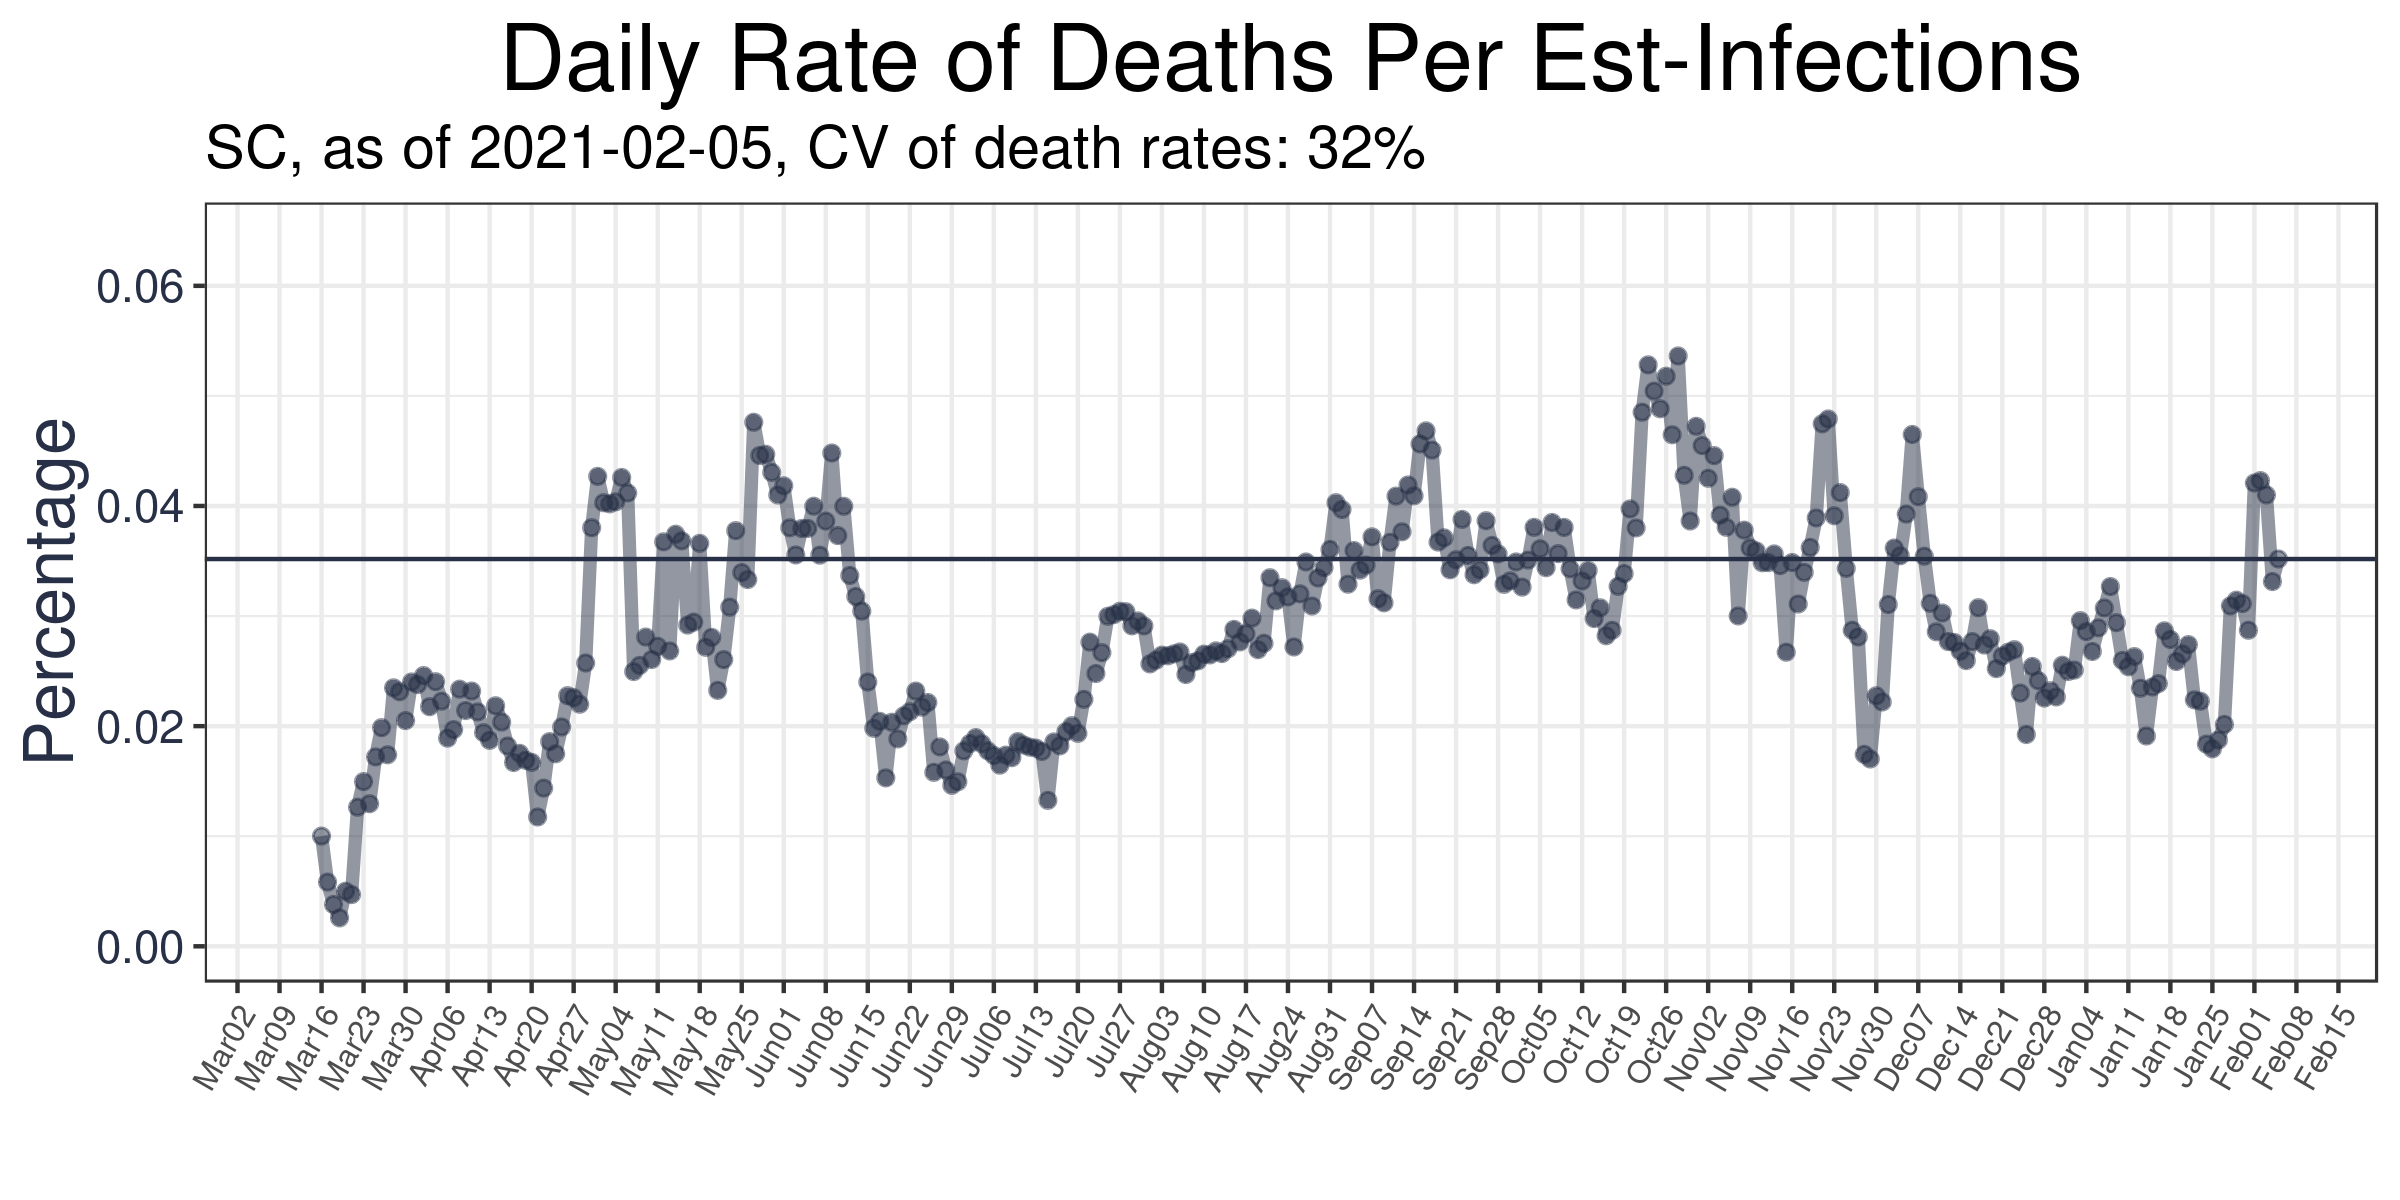 Daily Rate of Deaths Per Est-Infections
SC, as of 2021-02-05, CV of death rates: 32%
Percentage
0.06
0.04
0.02
0.00
Mar02 Mar09 Mar16 Mar23 Mar30 Apr06 Apr13 Apr20 Apr27 May04 May11 May18 May25 Jun01 Jun08 Jun15 Jun22 Jun29 Jul06 Jul13 Jul20 Jul27 Aug03 Aug10 Aug17 Aug24 Aug31 Sep07 Sep14 Sep21 Sep28 Oct05 Oct12 Oct19 Oct26 Nov02 Nov09 Nov16 Nov23 Nov30 Dec07 Dec14 Dec21 Dec28 Jan04 Jan11 Jan18 Jan25 Feb01 Feb08 Feb15